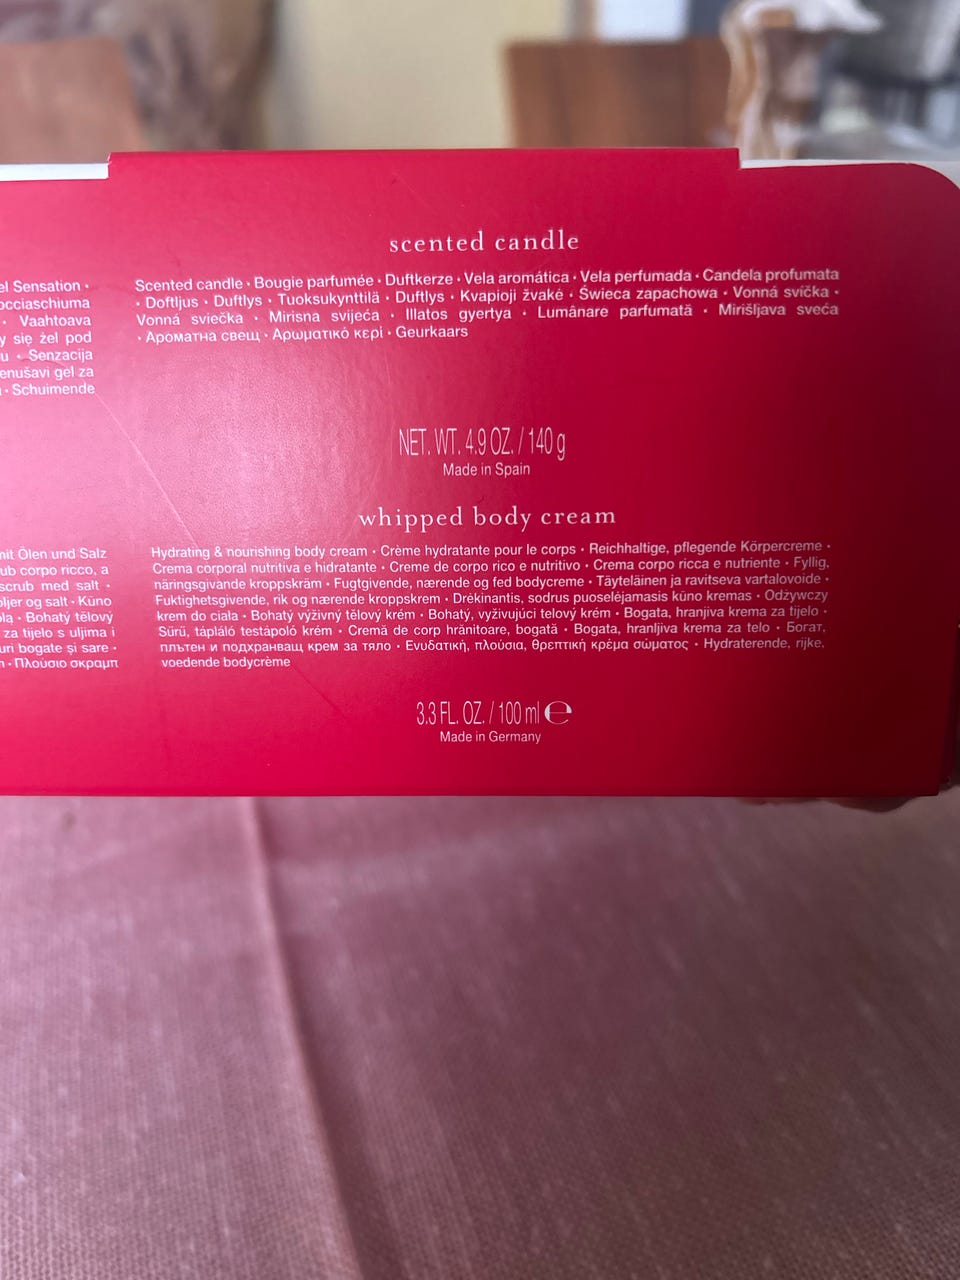 el Sensation ·
occiaschiuma
· Vaahtoava
y się żel pod
u · Senzacija
enušavi gel za
· Schuimende
mit Ölen und Salz
ub corpo ricco, a
scrub med salt ·
oljer og salt · Kūno
olą · Bohatý tělový
za tijelo s uljima i
uri bogate și sare ·
· Πλούσιο σκραμπ
scented candle
Scented candle · Bougie parfumée · Duftkerze · Vela aromática · Vela perfumada · Candela profumata
· Doftljus · Duftlys · Tuoksukynttilä · Duftlys · Kvapioji žvakė · Świeca zapachowa · Vonná svíčka ·
Vonná sviečka · Mirisna svijeća · Illatos gyertya · Lumânare parfumată · Mirišljava sveća
· Ароматна свещ · Αρωματικό κερί · Geurkaars
NET. WT. 4.9 OZ. / 140 g
Made in Spain
whipped body cream
Hydrating & nourishing body cream · Crème hydratante pour le corps · Reichhaltige, pflegende Körpercreme ·
Crema corporal nutritiva e hidratante · Creme de corpo rico e nutritivo · Crema corpo ricca e nutriente · Fyllig,
näringsgivande kroppskräm · Fugtgivende, nærende og fed bodycreme · Täyteläinen ja ravitseva vartalovoide ·
Fuktighetsgivende, rik og nærende kroppskrem · Drėkinantis, sodrus puoselėjamasis kūno kremas · Odżywczy
krem do ciała · Bohatý výživný tělový krém · Bohatý, vyživujúci telový krém · Bogata, hranjiva krema za tijelo ·
Sűrű, tápláló testápoló krém · Cremă de corp hrănitoare, bogată · Bogata, hranljiva krema za telo · Богат,
плътен и подхранващ крем за тяло · Ενυδατική, πλούσια, θρεπτική κρέμα σώματος · Hydraterende, rijke,
voedende bodycrème
3.3 FL. OZ. / 100 ml ℮
Made in Germany